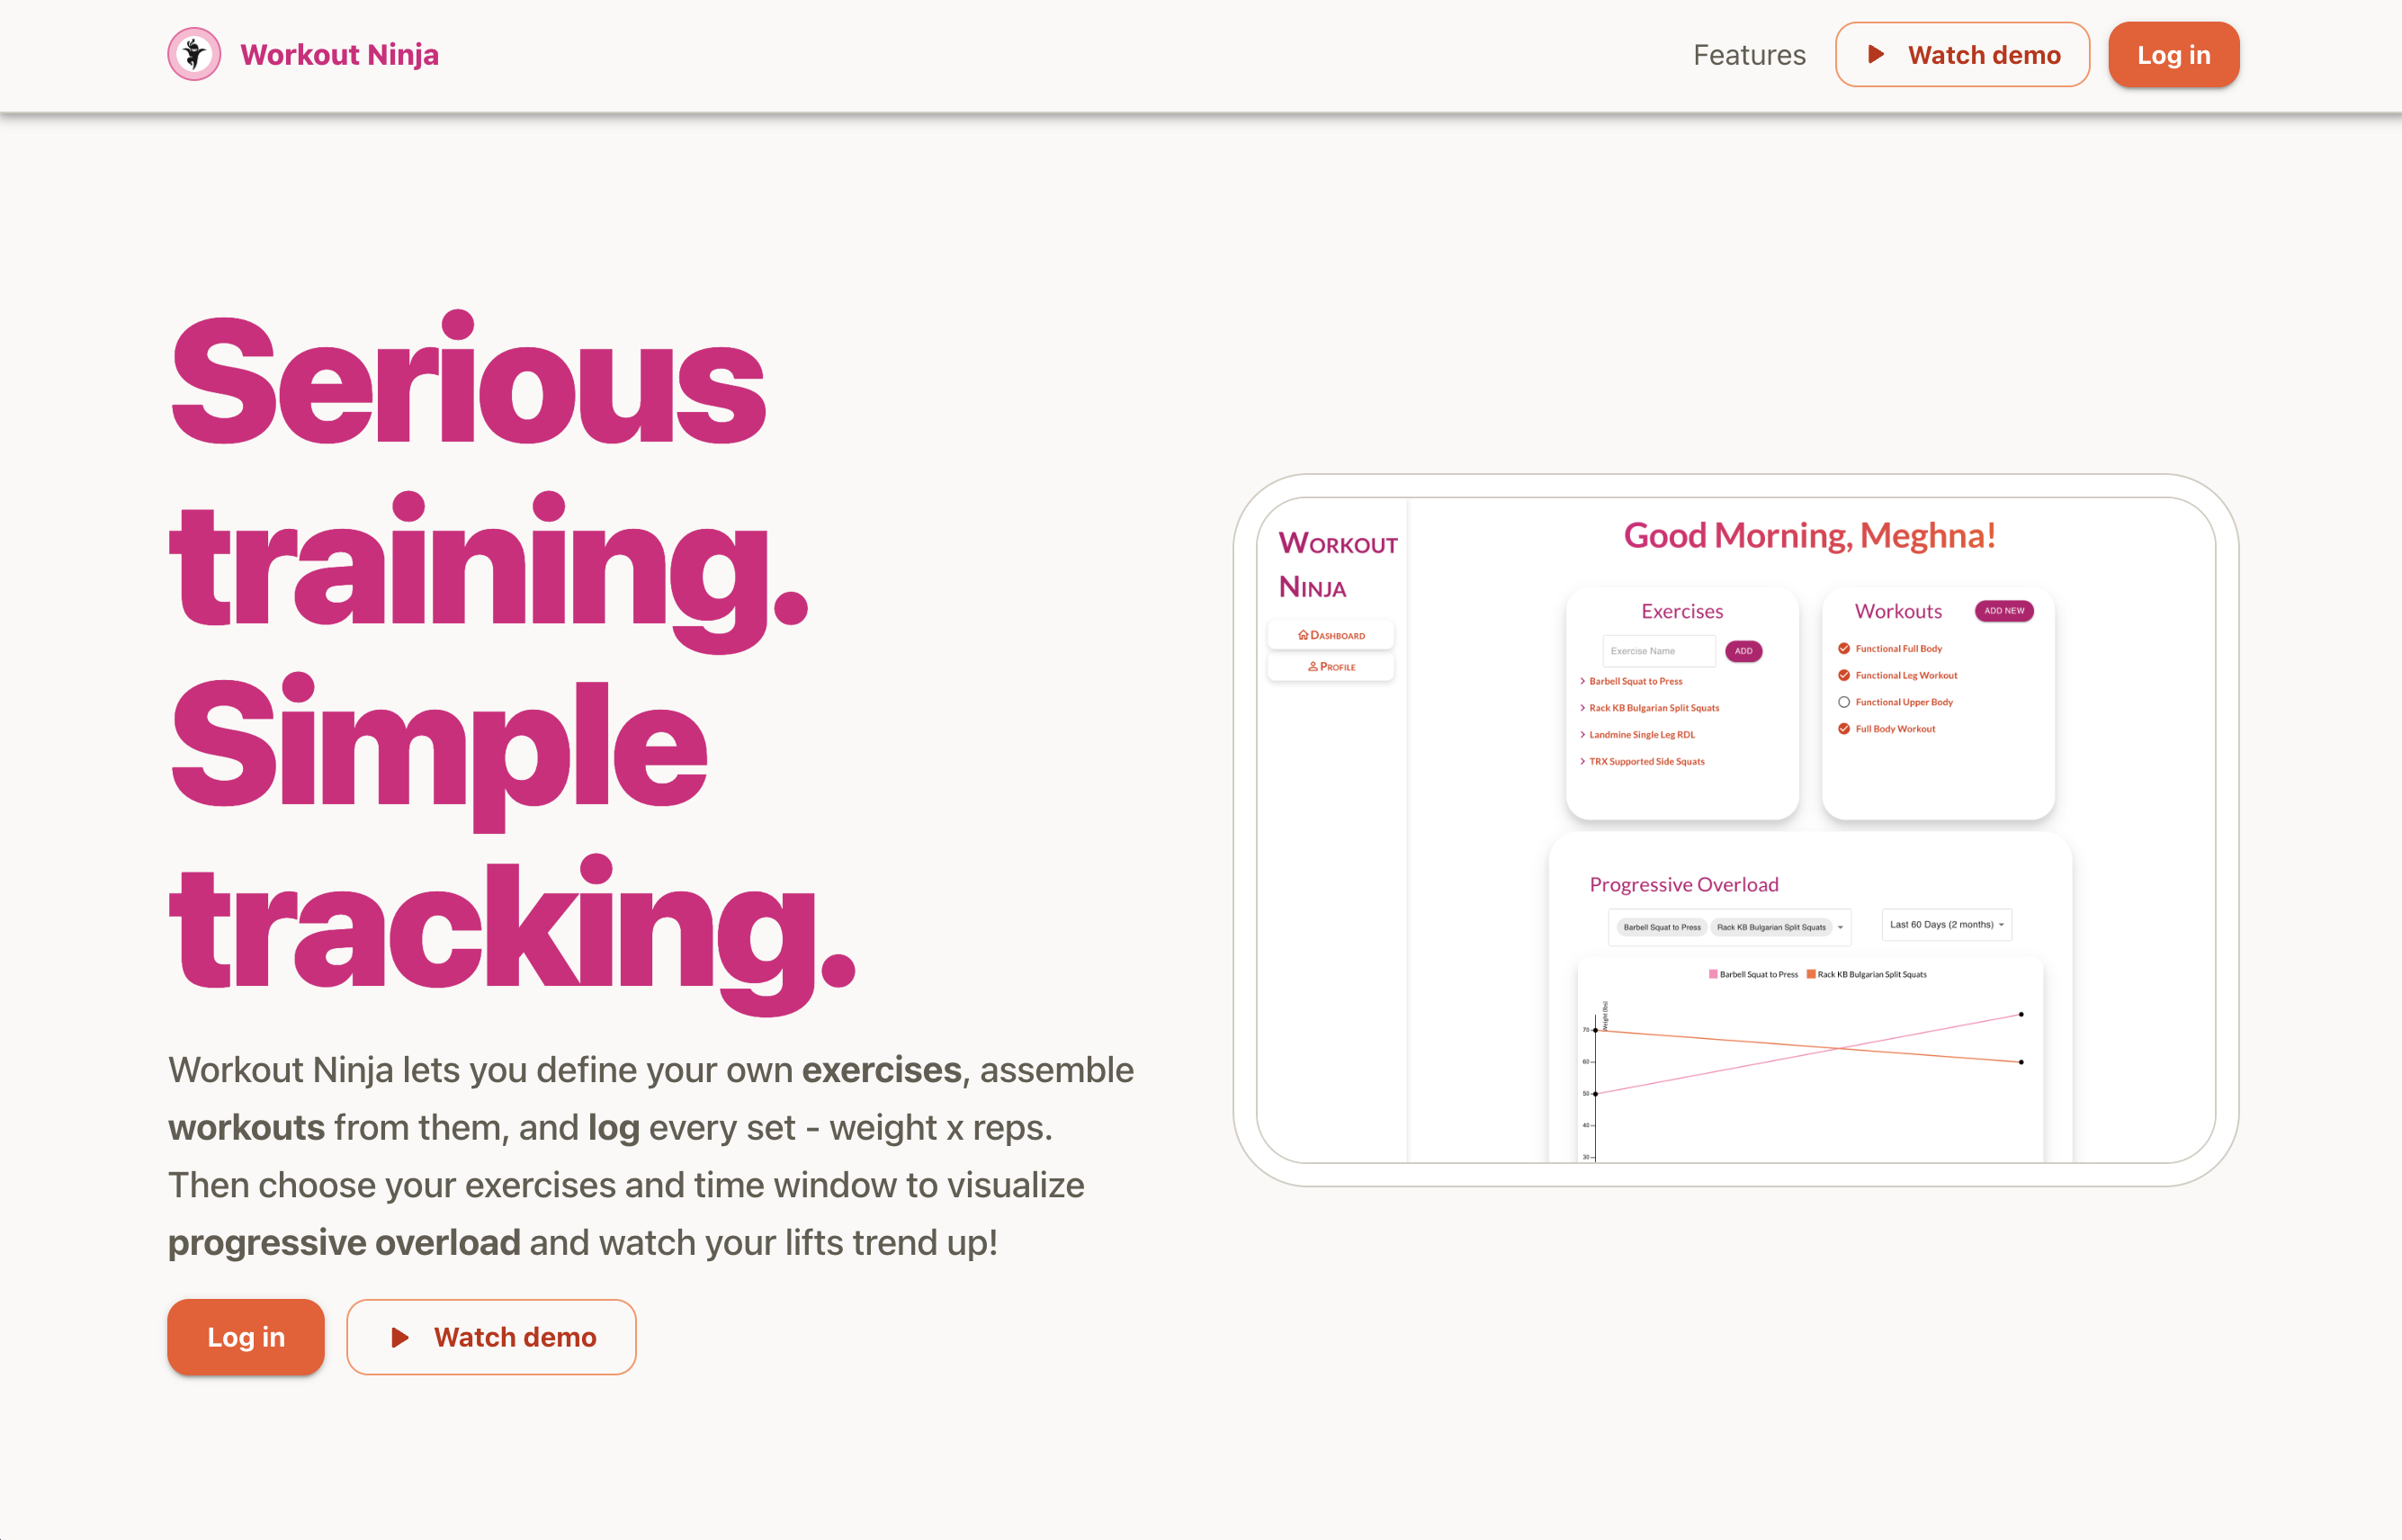 Workout Ninja
Features
Watch demo
Log in
Serious
training.
Simple
tracking.
Workout Ninja lets you define your own exercises, assemble
workouts from them, and log every set - weight x reps.
Then choose your exercises and time window to visualize
progressive overload and watch your lifts trend up!
Log in
Watch demo
WORKOUT
NINJA
DASHBOARD
PROFILE
Good Morning, Meghna!
Exercises
Exercise Name
ADD
Barbell Squat to Press
Rack KB Bulgarian Split Squats
Landmine Single Leg RDL
TRX Supported Side Squats
Workouts
ADD NEW
Functional Full Body
Functional Leg Workout
Functional Upper Body
Full Body Workout
Progressive Overload
Barbell Squat to Press
Rack KB Bulgarian Split Squats
Last 60 Days (2 months)
Barbell Squat to Press
Rack KB Bulgarian Split Squats
Weight (lbs)
70
60
50
40
30